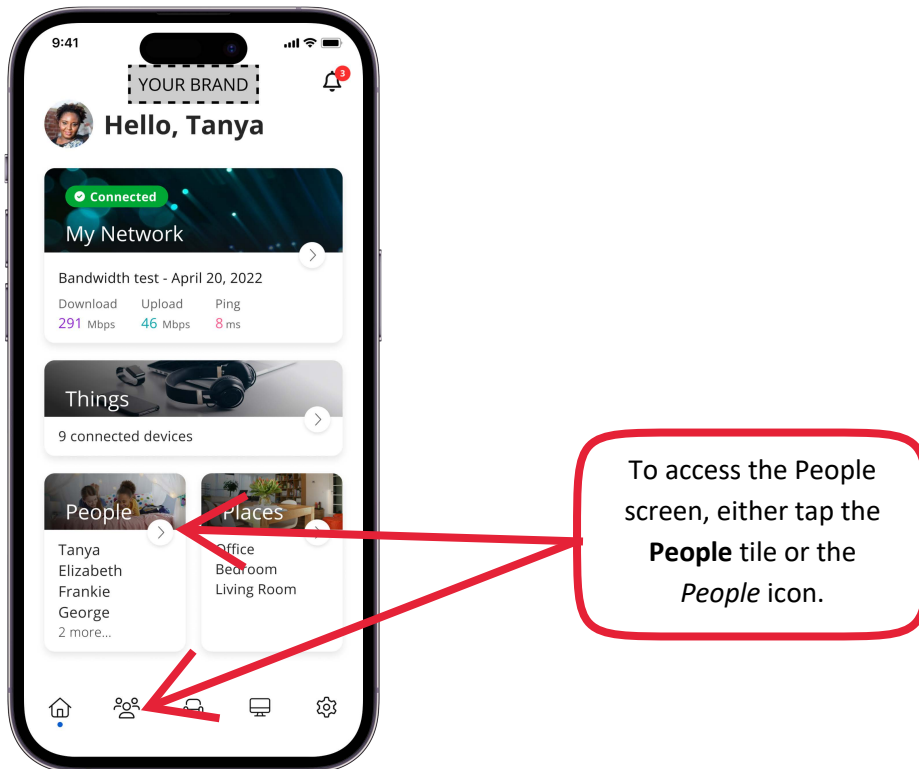 9:41
YOUR BRAND
3
Hello, Tanya
Connected
My Network
Bandwidth test - April 20, 2022
Download Upload Ping
291 Mbps 46 Mbps 8 ms
Things
9 connected devices
People
Tanya
Elizabeth
Frankie
George
2 more...
Places
Office
Bedroom
Living Room
To access the People
screen, either tap the
People tile or the
People icon.